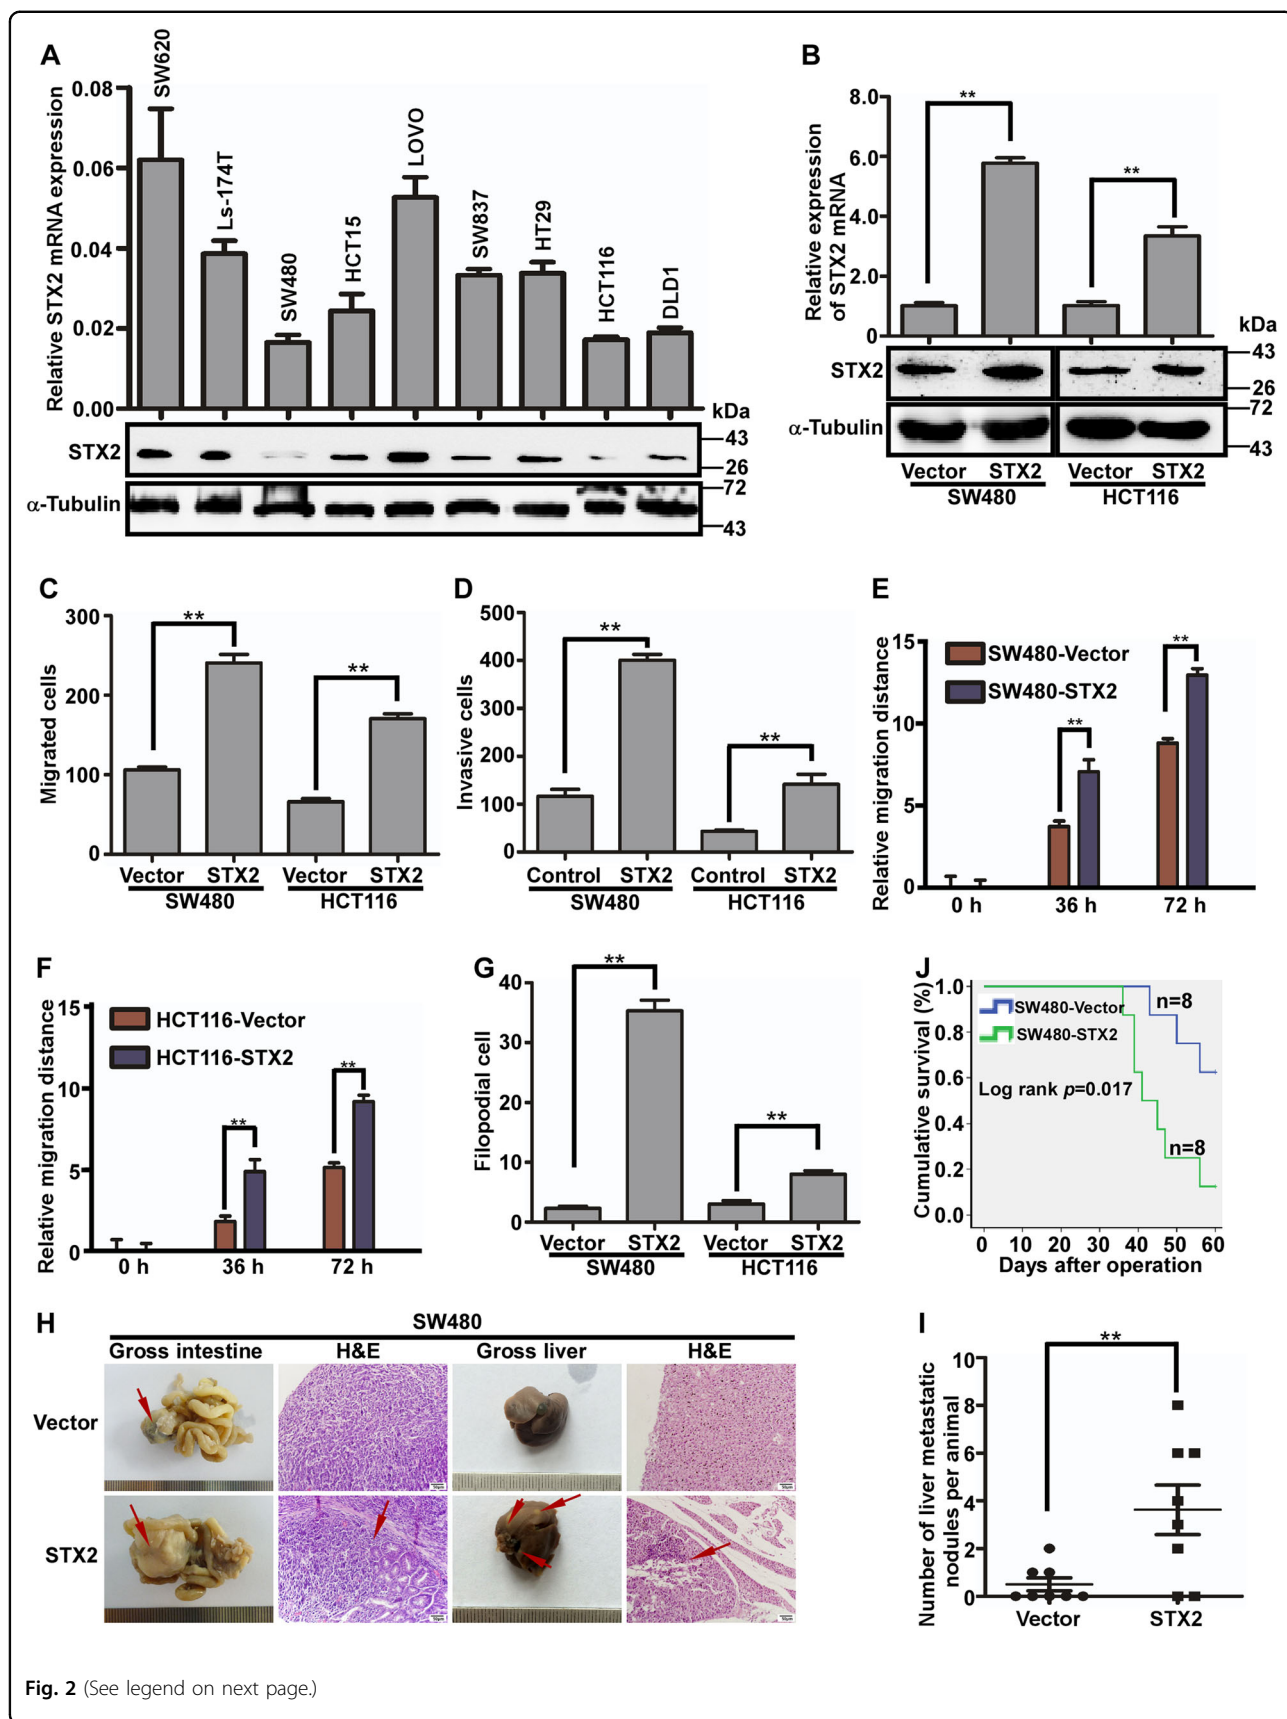 A
Relative STX2 mRNA expression
0.08
0.06
0.04
0.02
0.00
SW620
Ls-174T
SW480
HCT15
LOVO
SW837
HT29
HCT116
DLD1
kDa
STX2
43
26
α-Tubulin
72
43
B
Relative expression
of STX2 mRNA
8.0
6.0
4.0
2.0
0
**
**
kDa
STX2
43
26
α-Tubulin
72
43
Vector STX2 Vector STX2
SW480 HCT116
C
Migrated cells
300
200
100
0
**
**
Vector STX2 Vector STX2
SW480 HCT116
D
Invasive cells
500
400
300
200
100
0
**
**
Control STX2 Control STX2
SW480 HCT116
E
Relative migration distance
15
10
5
0
SW480-Vector
SW480-STX2
**
**
0 h 36 h 72 h
F
Relative migration distance
15
10
5
0
HCT116-Vector
HCT116-STX2
**
**
0 h 36 h 72 h
G
Filopodial cell
40
30
20
10
0
**
**
Vector STX2 Vector STX2
SW480 HCT116
J
Cumulative survival (%)
1.0
0.8
0.6
0.4
0.2
0.0
SW480-Vector
SW480-STX2
n=8
Log rank p=0.017
n=8
0 10 20 30 40 50 60
Days after operation
H
SW480
Gross intestine H&E Gross liver H&E
Vector
STX2
I
Number of liver metastatic
nodules per animal
10
8
6
4
2
0
**
Vector STX2
Fig. 2 (See legend on next page.)